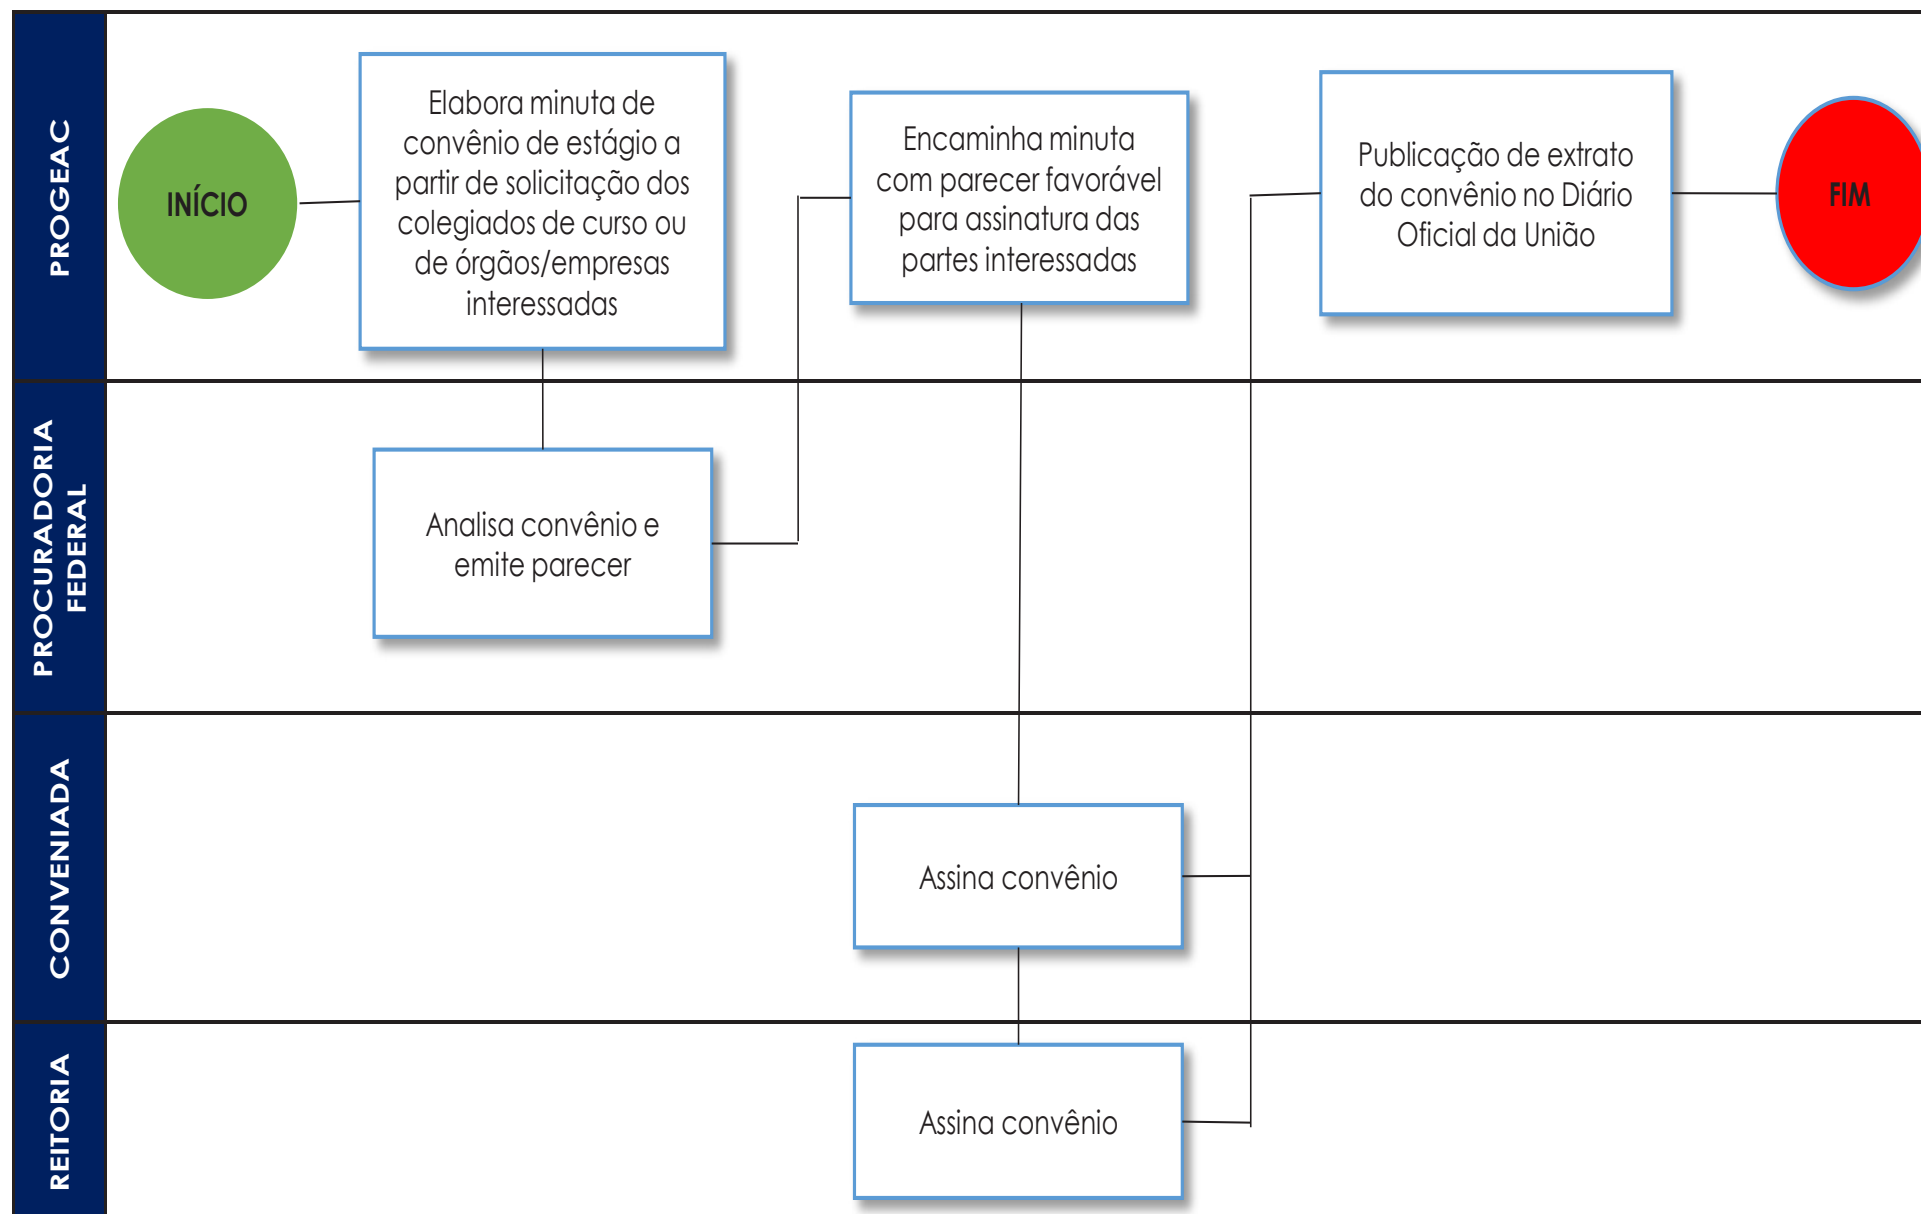 PROGEAC
INÍCIO
Elabora minuta de
convênio de estágio a
partir de solicitação dos
colegiados de curso ou
de órgãos/empresas
interessadas
Encaminha minuta
com parecer favorável
para assinatura das
partes interessadas
Publicação de extrato
do convênio no Diário
Oficial da União
FIM
PROCURADORIA
FEDERAL
Analisa convênio e
emite parecer
CONVENIADA
Assina convênio
REITORIA
Assina convênio